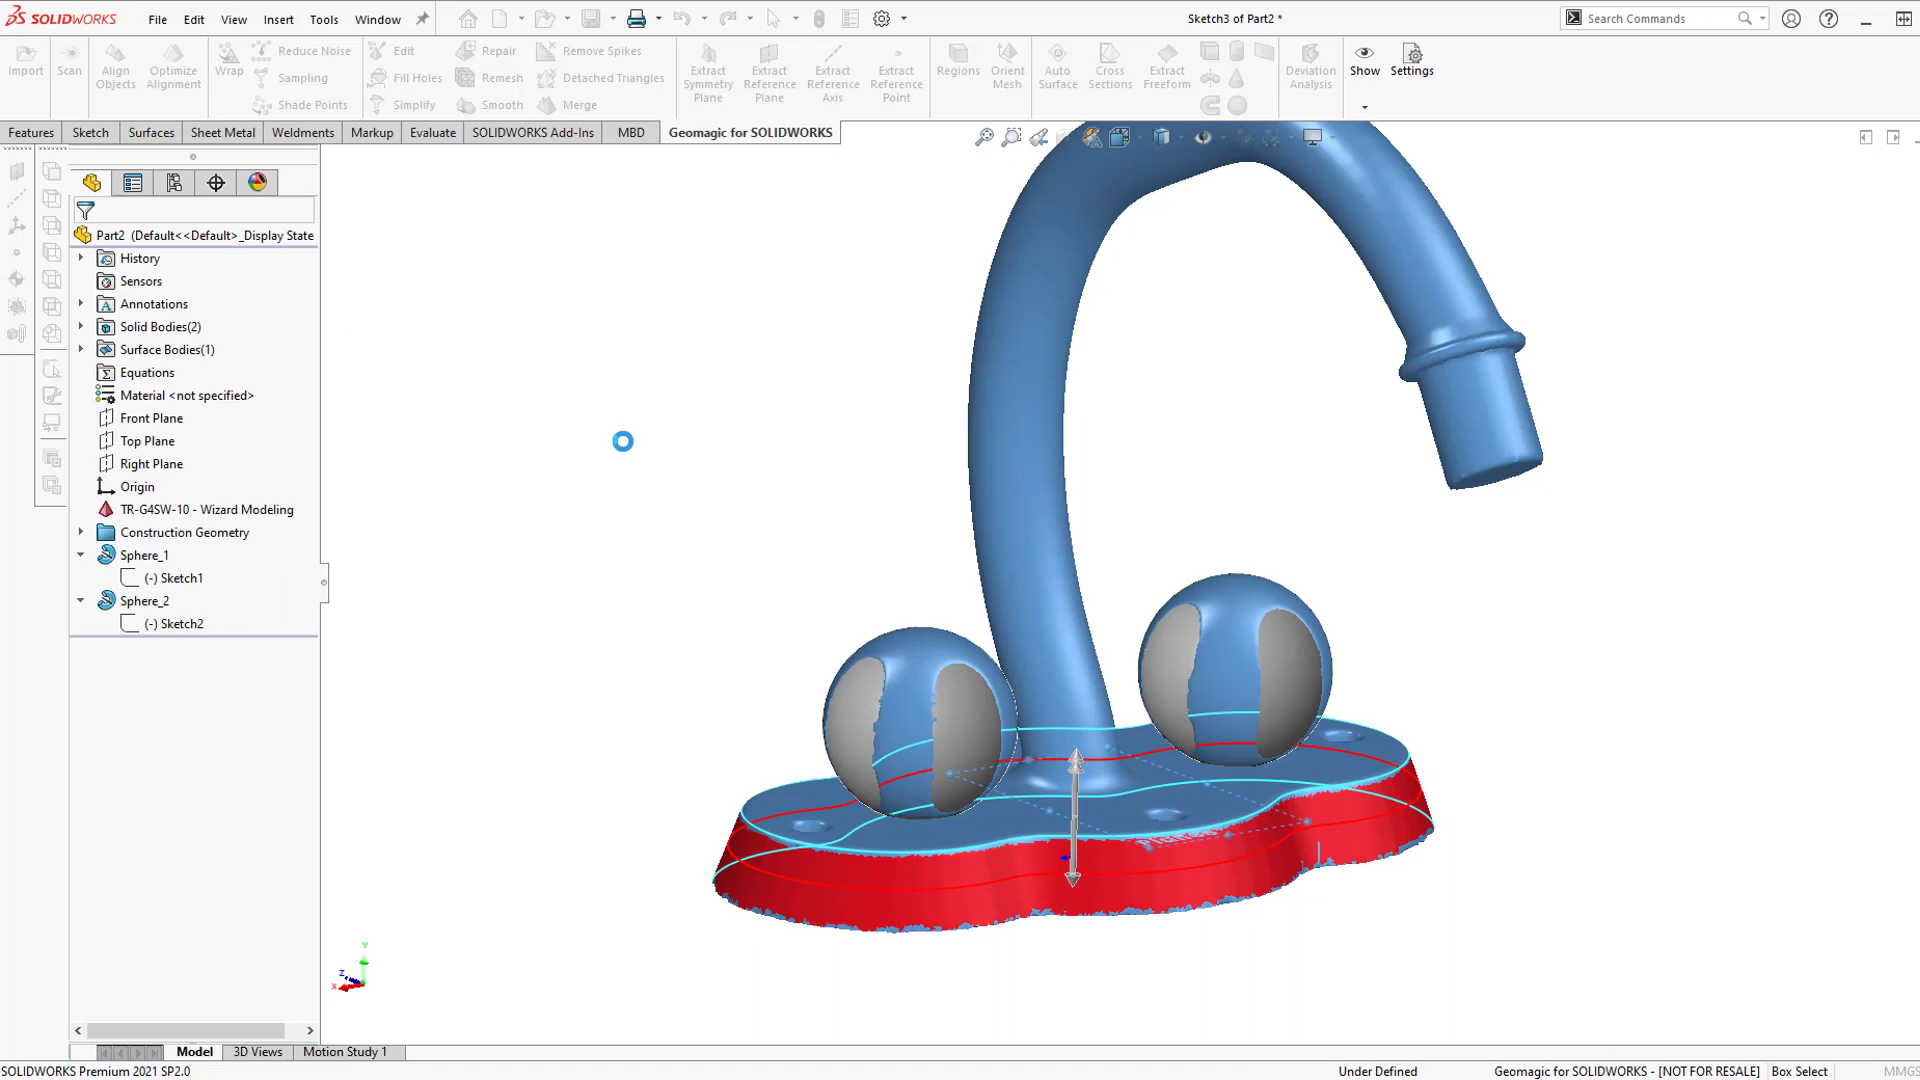 SOLIDWORKS
File Edit View Insert Tools Window
Sketch3 of Part2 *
Search Commands
Import
Scan
Align Objects
Optimize Alignment
Wrap
Reduce Noise
Sampling
Shade Points
Edit
Fill Holes
Simplify
Repair
Remesh
Smooth
Remove Spikes
Detached Triangles
Merge
Extract Symmetry Plane
Extract Reference Plane
Extract Reference Axis
Extract Reference Point
Regions
Orient Mesh
Auto Surface
Cross Sections
Extract Freeform
Deviation Analysis
Show
Settings
Features Sketch Surfaces Sheet Metal Weldments Markup Evaluate SOLIDWORKS Add-Ins MBD Geomagic for SOLIDWORKS
Part2 (Default<<Default>_Display State
History
Sensors
Annotations
Solid Bodies(2)
Surface Bodies(1)
Equations
Material <not specified>
Front Plane
Top Plane
Right Plane
Origin
TR-G4SW-10 - Wizard Modeling
Construction Geometry
Sphere_1
(-) Sketch1
Sphere_2
(-) Sketch2
Y
Z
X
Model 3D Views Motion Study 1
SOLIDWORKS Premium 2021 SP2.0
Under Defined
Geomagic for SOLIDWORKS - [NOT FOR RESALE]
Box Select
MMGS